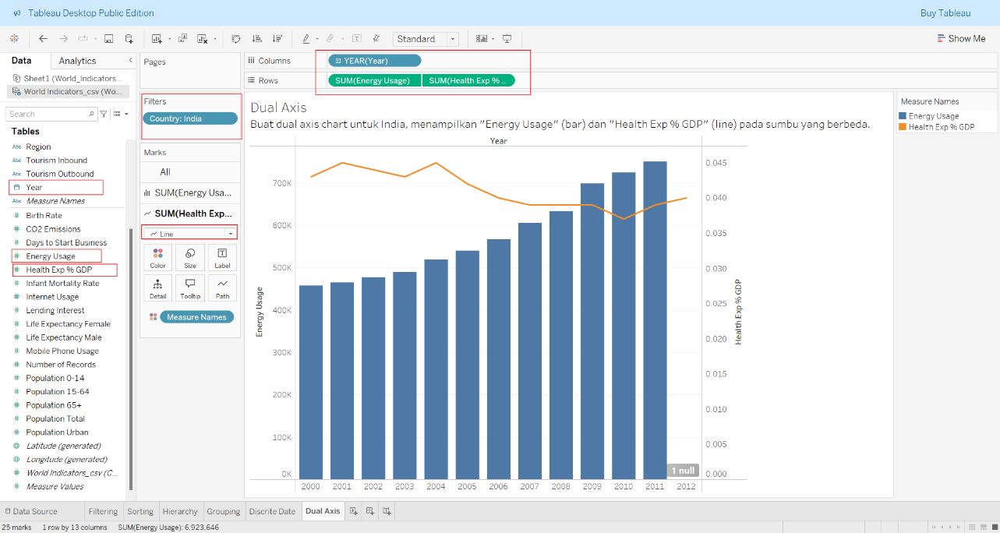 Tableau Desktop Public Edition
Buy Tableau
Standard
Show Me
Data
Analytics
Sheet1 (World_Indicators...
World Indicators_csv (Wo...
Search
Tables
Abc Region
Abc Tourism Inbound
Abc Tourism Outbound
Year
Abc Measure Names
# Birth Rate
# CO2 Emissions
# Days to Start Business
# Energy Usage
# Health Exp % GDP
# Infant Mortality Rate
# Internet Usage
# Lending Interest
# Life Expectancy Female
# Life Expectancy Male
# Mobile Phone Usage
# Number of Records
# Population 0-14
# Population 15-64
# Population 65+
# Population Total
# Population Urban
Latitude (generated)
Longitude (generated)
# World Indicators_csv (C...
# Measure Values
Pages
Filters
Country: India
Marks
All
SUM(Energy Usa...
SUM(Health Exp...
Line
Color
Size
Label
Detail
Tooltip
Path
Measure Names
Columns
YEAR(Year)
Rows
SUM(Energy Usage)
SUM(Health Exp % ..
Dual Axis
Buat dual axis chart untuk India, menampilkan "Energy Usage" (bar) dan "Health Exp % GDP" (line) pada sumbu yang berbeda.
Year
700K
600K
500K
400K
300K
200K
100K
0K
Energy Usage
0.045
0.040
0.035
0.030
0.025
0.020
0.015
0.010
0.005
0.000
Health Exp % GDP
1 null
2000 2001 2002 2003 2004 2005 2006 2007 2008 2009 2010 2011 2012
Measure Names
Energy Usage
Health Exp % GDP
Data Source
Filtering
Sorting
Hierarchy
Grouping
Discrite Date
Dual Axis
25 marks
1 row by 13 columns
SUM(Energy Usage): 6.923,646